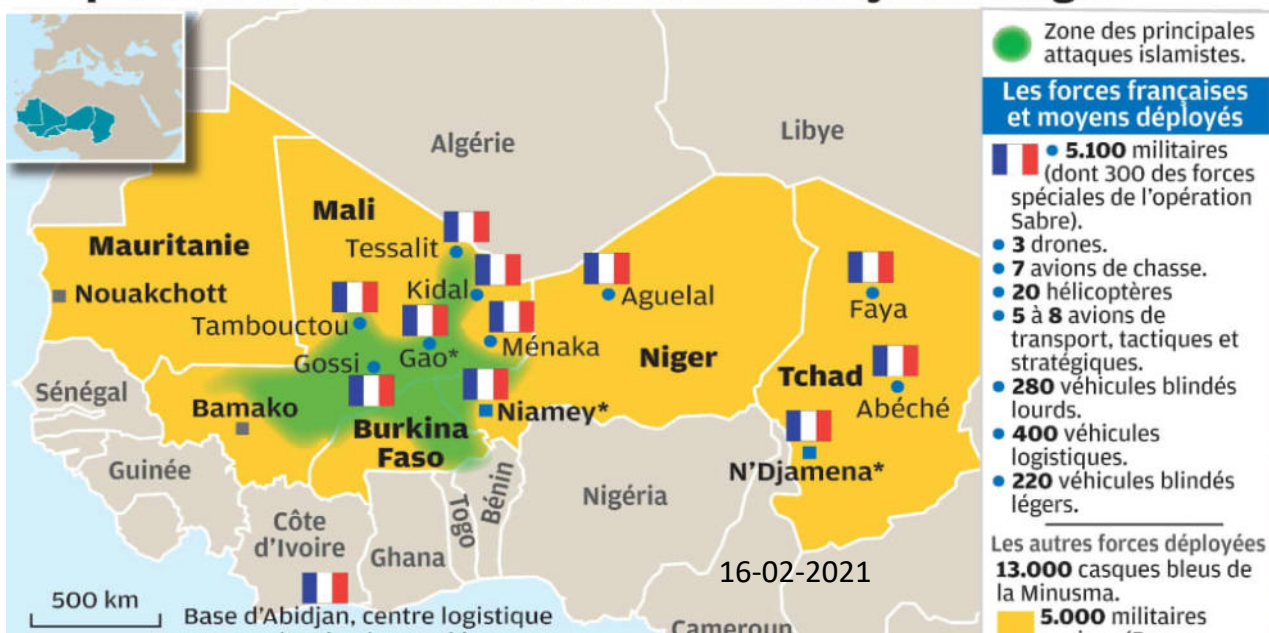 Zone des principales
attaques islamistes.
Les forces françaises
et moyens déployés
• 5.100 militaires
(dont 300 des forces
spéciales de l'opération
Sabre).
• 3 drones.
• 7 avions de chasse.
• 20 hélicoptères
• 5 à 8 avions de
transport, tactiques et
stratégiques.
• 280 véhicules blindés
lourds.
• 400 véhicules
logistiques.
• 220 véhicules blindés
légers.
Les autres forces déployées
13.000 casques bleus de
la Minusma.
5.000 militaires
Algérie
Libye
Mali
Mauritanie
Tessalit
Nouakchott
Kidal
Aguelal
Faya
Tambouctou
Gossi
Gao*
Ménaka
Niger
Tchad
Abéché
Sénégal
Bamako
Niamey*
Burkina
Faso
N'Djamena*
Guinée
Bénin
Togo
Nigéria
Côte
d'Ivoire
Ghana
16-02-2021
500 km
Base d'Abidjan, centre logistique
Cameroun